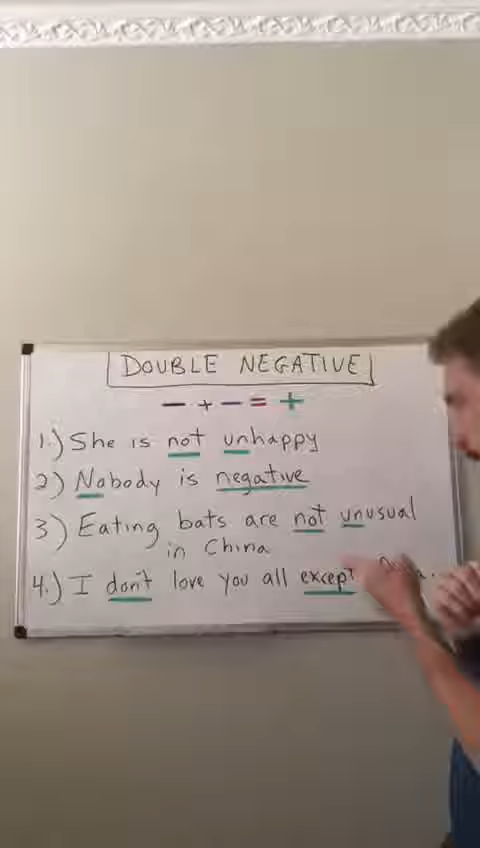 DOUBLE NEGATIVE
- + - = +
1.) She is not unhappy
2) Nobody is negative
3) Eating bats are not unusual
in China
4.) I don't love you all except